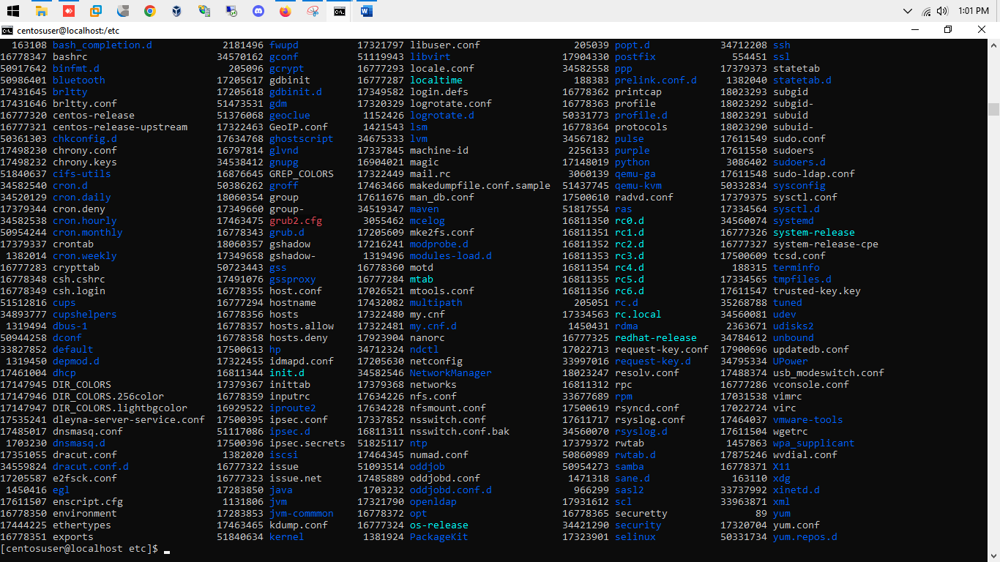 1:01 PM
centosuser@localhost:/etc
163108 bash_completion.d 2181496 fwupd 17321797 libuser.conf 205039 popt.d 34712208 ssh
16778347 bashrc 34570162 gconf 51119943 libvirt 17904330 postfix 554451 ssl
50917642 binfmt.d 205096 gcrypt 16777293 locale.conf 34582558 ppp 17379373 statetab
50986401 bluetooth 17205617 gdbinit 16777287 localtime 188383 prelink.conf.d 1382040 statetab.d
17431645 brltty 17205618 gdbinit.d 17349582 login.defs 16778362 printcap 18023293 subgid
17431646 brltty.conf 51473531 gdm 17320329 logrotate.conf 16778363 profile 18023292 subgid-
16777320 centos-release 51376068 geoclue 1152426 logrotate.d 50331773 profile.d 18023291 subuid
16777321 centos-release-upstream 17322463 GeoIP.conf 1421543 lsm 16778364 protocols 18023290 subuid-
50361303 chkconfig.d 17634768 ghostscript 34675333 lvm 34567182 pulse 17611549 sudo.conf
17498230 chrony.conf 16797814 glvnd 17337845 machine-id 2256133 purple 17611550 sudoers
17498232 chrony.keys 34538412 gnupg 16904021 magic 17148019 python 3086402 sudoers.d
51840637 cifs-utils 16876645 GREP_COLORS 17322449 mail.rc 3060139 qemu-ga 17611548 sudo-ldap.conf
34582540 cron.d 50386262 groff 17463466 makedumpfile.conf.sample 51437745 qemu-kvm 50332834 sysconfig
34520129 cron.daily 18060354 group 17611676 man_db.conf 17500610 radvd.conf 17379375 sysctl.conf
17379344 cron.deny 17349660 group- 34519347 maven 51817554 ras 17334564 sysctl.d
34582538 cron.hourly 17463475 grub2.cfg 3055462 mcelog 16811350 rc0.d 34560074 systemd
50954244 cron.monthly 16778343 grub.d 17205609 mke2fs.conf 16811351 rc1.d 16777326 system-release
17379337 crontab 18060357 gshadow 17216241 modprobe.d 16811352 rc2.d 16777327 system-release-cpe
1382014 cron.weekly 17349658 gshadow- 1319496 modules-load.d 16811353 rc3.d 17500609 tcsd.conf
16777283 crypttab 50723443 gss 16778360 motd 16811354 rc4.d 188315 terminfo
16778348 csh.cshrc 17491076 gssproxy 16777284 mtab 16811355 rc5.d 17334565 tmpfiles.d
16778349 csh.login 16778355 host.conf 17026521 mtools.conf 16811356 rc6.d 17611547 trusted-key.key
51512816 cups 16777294 hostname 17432082 multipath 205051 rc.d 35268788 tuned
34893777 cupshelpers 16778356 hosts 17322480 my.cnf 17334563 rc.local 34560081 udev
1319494 dbus-1 16778357 hosts.allow 17322481 my.cnf.d 1450431 rdma 2363671 udisks2
50944258 dconf 16778358 hosts.deny 17923904 nanorc 16777325 redhat-release 34784612 unbound
33827852 default 17500613 hp 34712324 ndctl 17022713 request-key.conf 17900696 updatedb.conf
1319450 depmod.d 17322455 idmapd.conf 17205630 netconfig 33997016 request-key.d 34795334 UPower
17461004 dhcp 16811344 init.d 34582546 NetworkManager 18023247 resolv.conf 17488374 usb_modeswitch.conf
17147945 DIR_COLORS 17379367 inittab 17379368 networks 16811312 rpc 16777286 vconsole.conf
17147946 DIR_COLORS.256color 16778359 inputrc 17634226 nfs.conf 33677689 rpm 17031538 vimrc
17147947 DIR_COLORS.lightbgcolor 16929522 iproute2 17634228 nfsmount.conf 17500619 rsyncd.conf 17022724 virc
17535241 dleyna-server-service.conf 17500395 ipsec.conf 17337852 nsswitch.conf 17611717 rsyslog.conf 17464037 vmware-tools
17485017 dnsmasq.conf 51117086 ipsec.d 16811311 nsswitch.conf.bak 34560070 rsyslog.d 17611504 wgetrc
1703230 dnsmasq.d 17500396 ipsec.secrets 51825117 ntp 17379372 rwtab 1457863 wpa_supplicant
17351055 dracut.conf 1382020 iscsi 17464345 numad.conf 50860989 rwtab.d 17875246 wvdial.conf
34559824 dracut.conf.d 16777322 issue 51093514 oddjob 50954273 samba 16778371 X11
17205587 e2fsck.conf 16777323 issue.net 17485889 oddjobd.conf 1471318 sane.d 163110 xdg
1450416 egl 17283850 java 1703232 oddjobd.conf.d 966299 sasl2 33737992 xinetd.d
17611507 enscript.cfg 1131806 jvm 17321790 openldap 17931612 scl 33963871 xml
16778350 environment 17283853 jvm-commmon 16778372 opt 16778365 securetty 89 yum
17444225 ethertypes 17463465 kdump.conf 16777324 os-release 34421290 security 17320704 yum.conf
16778351 exports 51840634 kernel 1381924 PackageKit 17323901 selinux 50331734 yum.repos.d
[centosuser@localhost etc]$